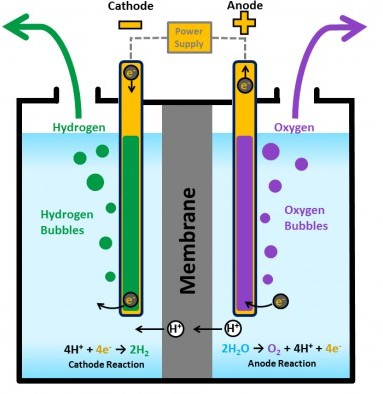 Cathode
Anode
Power
Supply
e⁻
e⁻
Hydrogen
Oxygen
Hydrogen
Bubbles
Oxygen
Bubbles
Membrane
e⁻
e⁻
H⁺
H⁺
4H⁺ + 4e⁻ → 2H₂
Cathode Reaction
2H₂O → O₂ + 4H⁺ + 4e⁻
Anode Reaction